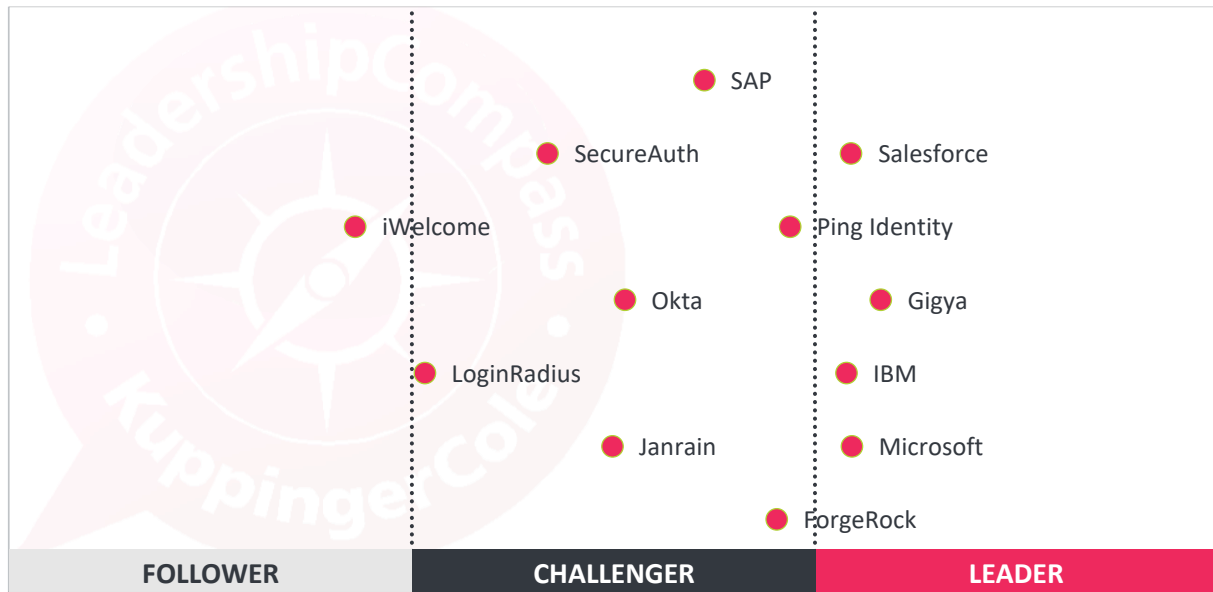 SAP
SecureAuth
Salesforce
iWelcome
Ping Identity
Okta
Gigya
LoginRadius
IBM
Janrain
Microsoft
ForgeRock
LeadershipCompass
KuppingerCole
FOLLOWER
CHALLENGER
LEADER